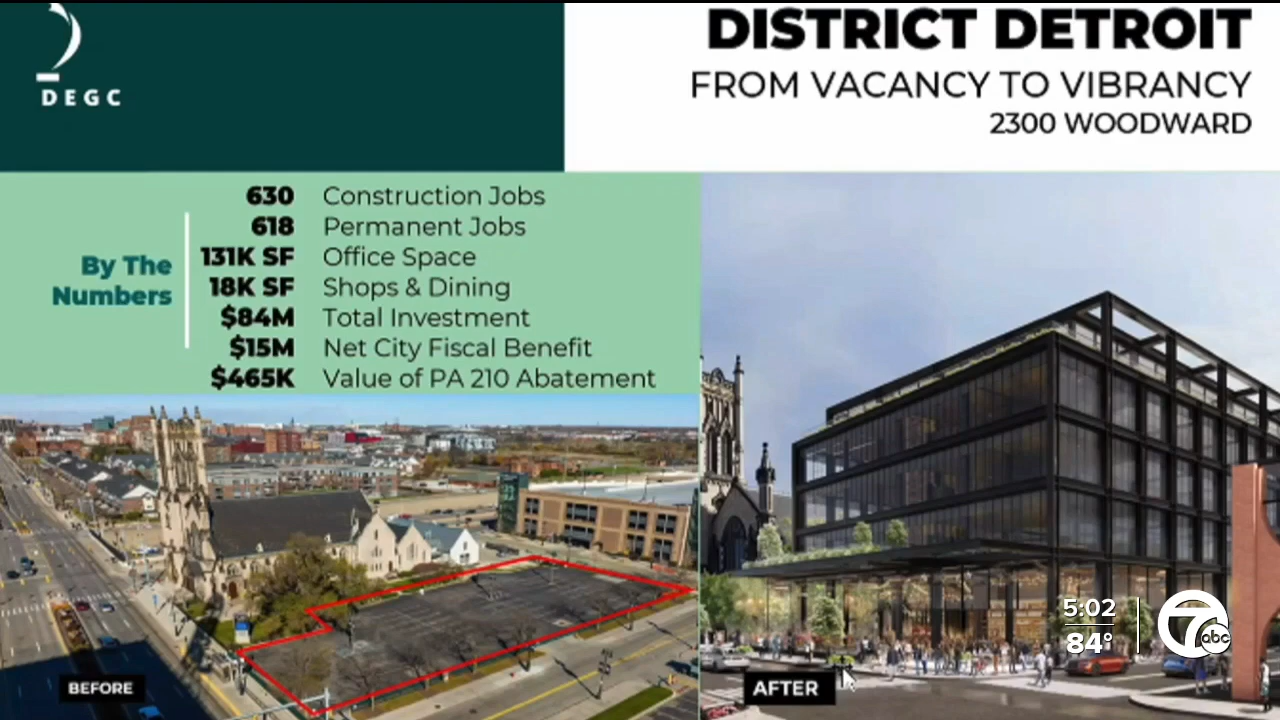 DEGC
DISTRICT DETROIT
FROM VACANCY TO VIBRANCY
2300 WOODWARD
By The
Numbers
630 Construction Jobs
618 Permanent Jobs
131K SF Office Space
18K SF Shops & Dining
$84M Total Investment
$15M Net City Fiscal Benefit
$465K Value of PA 210 Abatement
BEFORE
AFTER
5:02
84°
7 abc